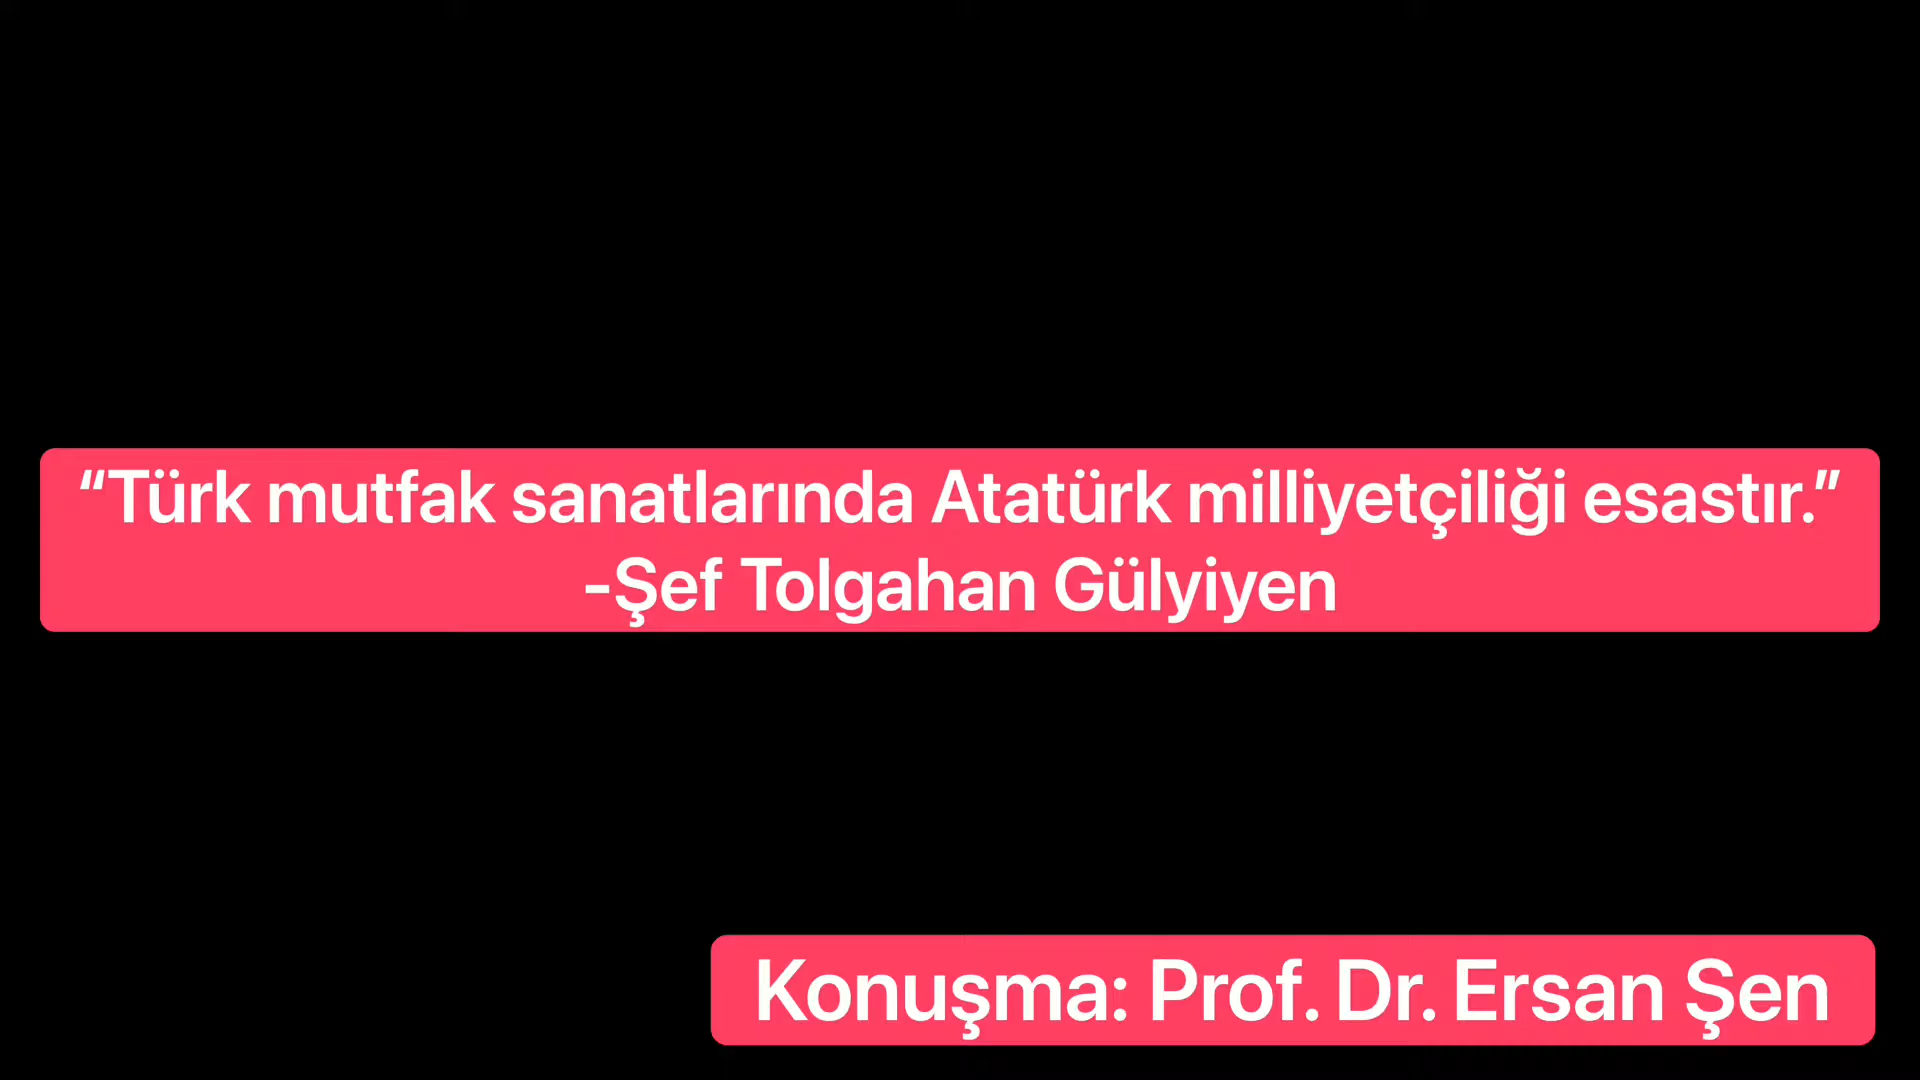 “Türk mutfak sanatlarında Atatürk milliyetçiliği esastır.”
-Şef Tolgahan Gülyiyen
Konuşma: Prof. Dr. Ersan Şen